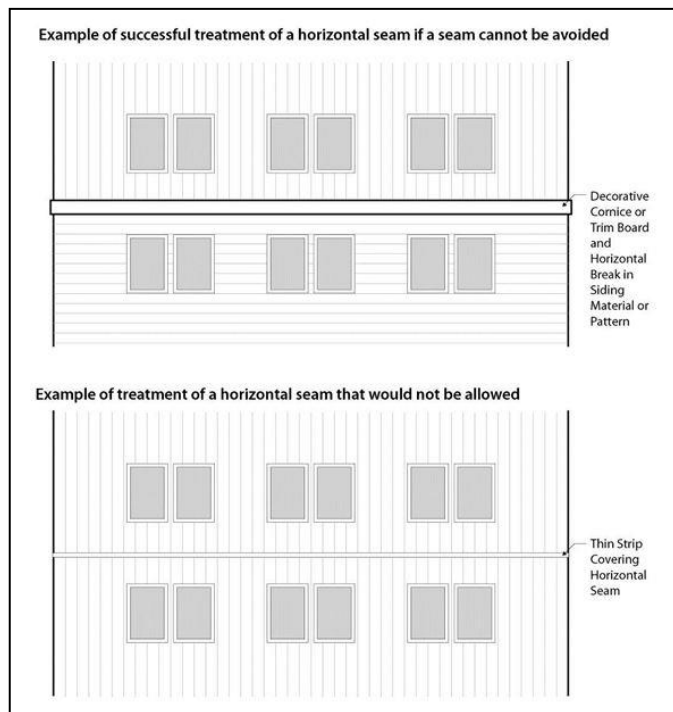 Example of successful treatment of a horizontal seam if a seam cannot be avoided
Decorative
Cornice or
Trim Board
and
Horizontal
Break in
Siding
Material or
Pattern
Example of treatment of a horizontal seam that would not be allowed
Thin Strip
Covering
Horizontal
Seam